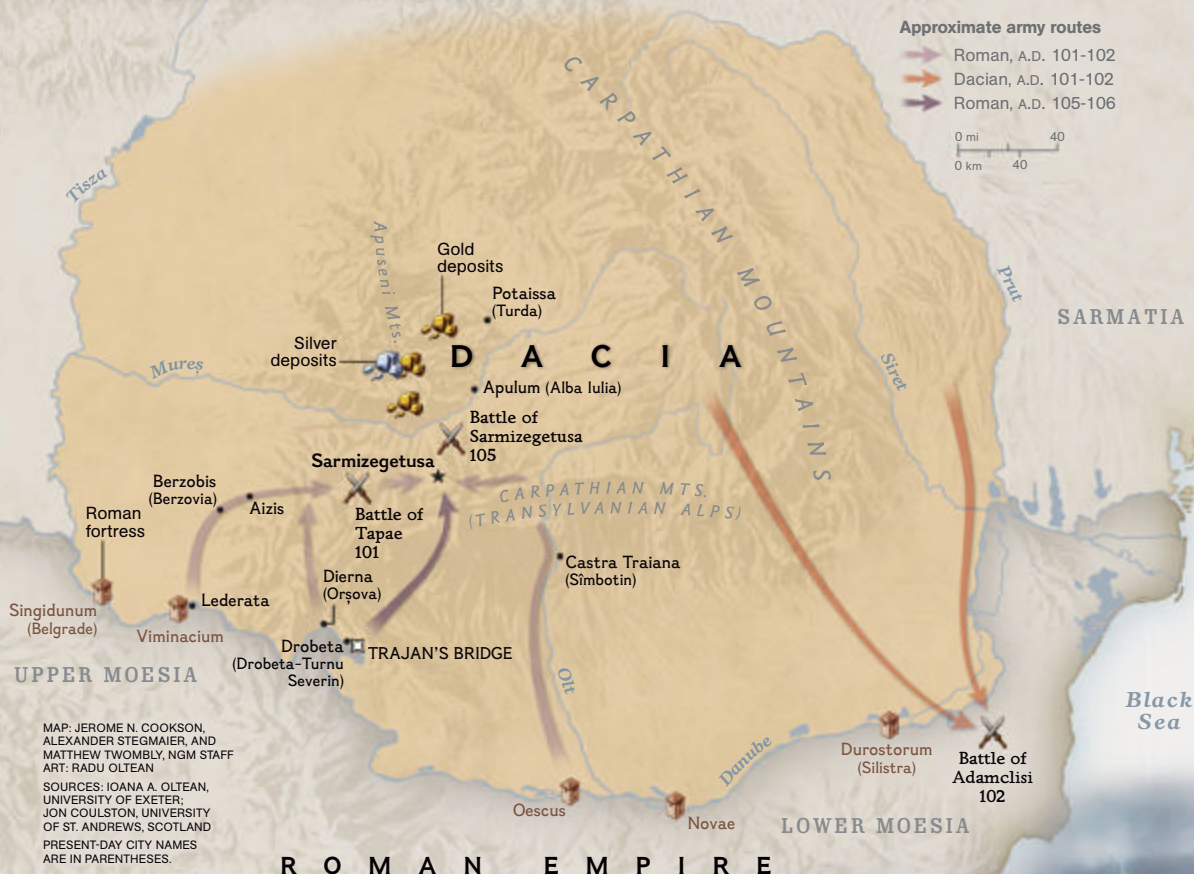 Approximate army routes
Roman, A.D. 101-102
Dacian, A.D. 101-102
Roman, A.D. 105-106
0 mi 40
0 km 40
CARPATHIAN MOUNTAINS
Tisza
Apuseni Mts.
Gold
deposits
Potaissa
(Turda)
Prut
SARMATIA
Silver
deposits
DACIA
Mureş
Siret
Apulum (Alba Iulia)
Battle of
Sarmizegetusa
105
Sarmizegetusa
Berzobis
(Berzovia)
Aizis
CARPATHIAN MTS.
(TRANSYLVANIAN ALPS)
Roman
fortress
Battle of
Tapae
101
Castra Traiana
(Sîmbotin)
Dierna
(Orşova)
Singidunum
(Belgrade)
Lederata
Viminacium
Drobeta
(Drobeta-Turnu
Severin)
TRAJAN'S BRIDGE
UPPER MOESIA
Olt
Black
Sea
Danube
Durostorum
(Silistra)
Battle of
Adamclisi
102
Oescus
Novae
LOWER MOESIA
MAP: JEROME N. COOKSON,
ALEXANDER STEGMAIER, AND
MATTHEW TWOMBLY, NGM STAFF
ART: RADU OLTEAN
SOURCES: IOANA A. OLTEAN,
UNIVERSITY OF EXETER;
JON COULSTON, UNIVERSITY
OF ST. ANDREWS, SCOTLAND
PRESENT-DAY CITY NAMES
ARE IN PARENTHESES.
ROMAN EMPIRE